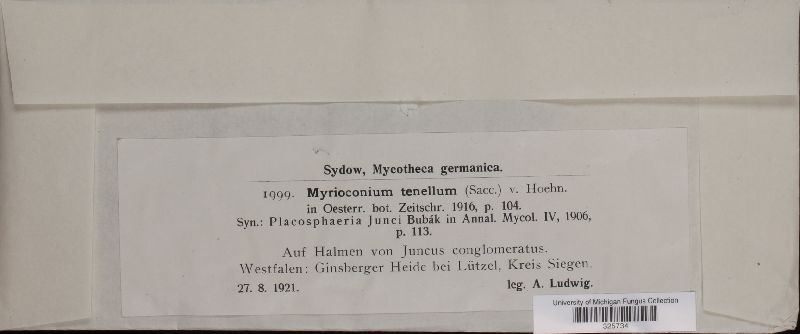 Sydow, Mycotheca germanica.
1999. Myrioconium tenellum (Sacc.) v. Hoehn.
in Oesterr. bot. Zeitschr. 1916, p. 104.
Syn.: Placosphaeria Junci Bubák in Annal. Mycol. IV, 1906,
p. 113.
Auf Halmen von Juncus conglomeratus.
Westfalen: Ginsberger Heide bei Lützel, Kreis Siegen.
27. 8. 1921. leg. A. Ludwig.
University of Michigan Fungus Collection
325734